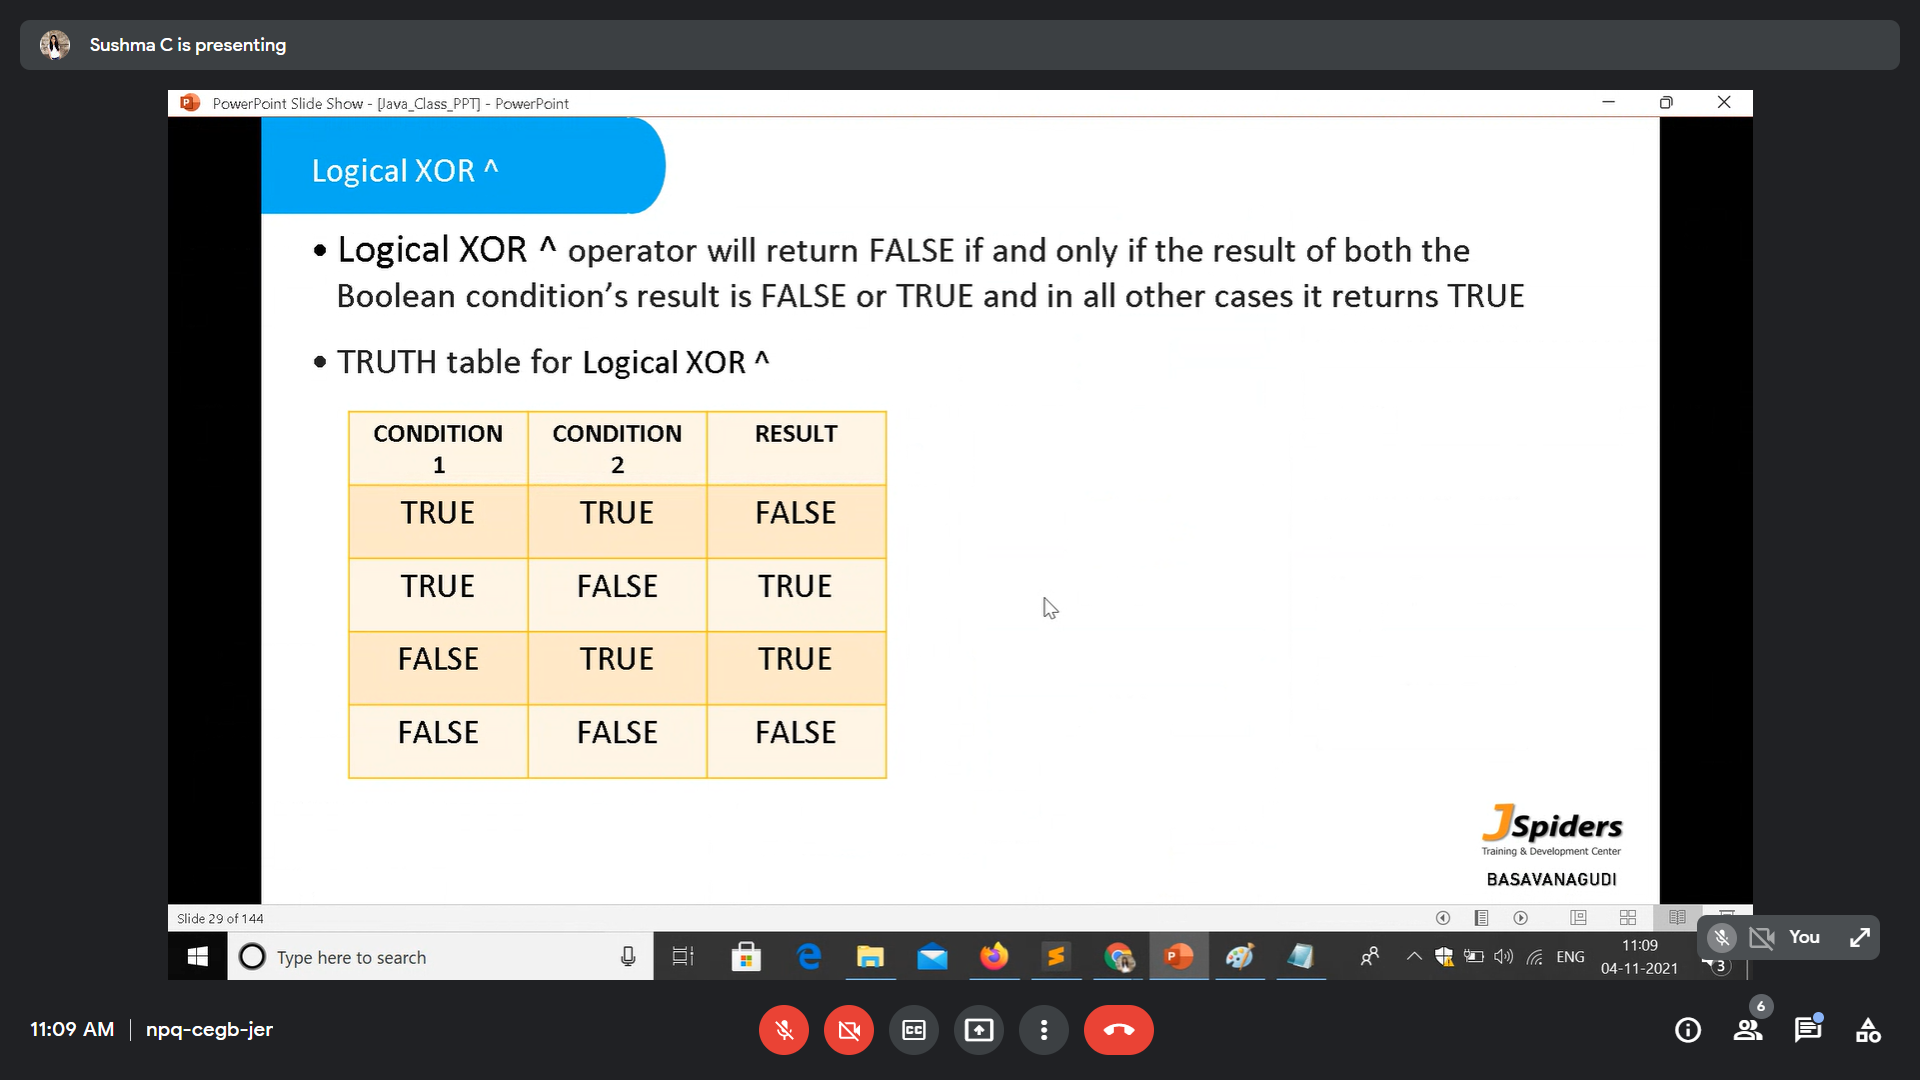 Sushma C is presenting
PowerPoint Slide Show - [Java_Class_PPT] - PowerPoint
Logical XOR ^
• Logical XOR ^ operator will return FALSE if and only if the result of both the
Boolean condition’s result is FALSE or TRUE and in all other cases it returns TRUE
• TRUTH table for Logical XOR ^
CONDITION 1 CONDITION 2 RESULT
TRUE TRUE FALSE
TRUE FALSE TRUE
FALSE TRUE TRUE
FALSE FALSE FALSE
JSpiders
Training & Development Center
BASAVANAGUDI
Slide 29 of 144
You
Type here to search
ENG
11:09
04-11-2021
3
11:09 AM npq-cegb-jer
CC
6